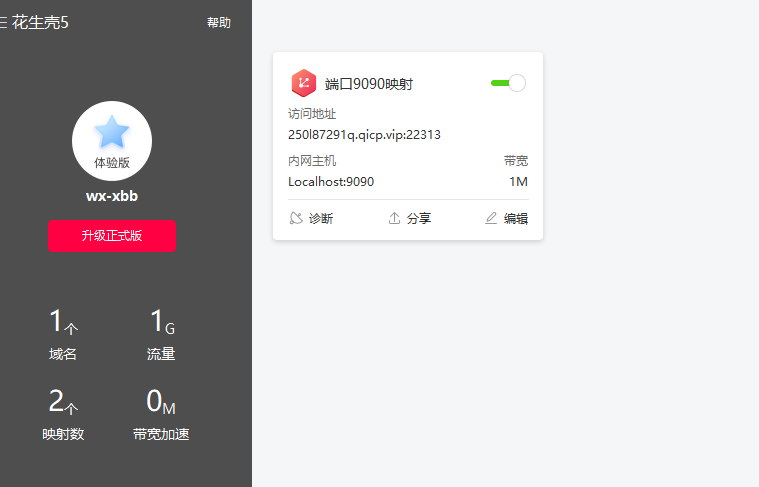 花生壳5
帮助
体验版
wx-xbb
升级正式版
1个
1G
域名
流量
2个
0M
映射数
带宽加速
端口9090映射
访问地址
250l87291q.qicp.vip:22313
内网主机
带宽
Localhost:9090
1M
诊断
分享
编辑